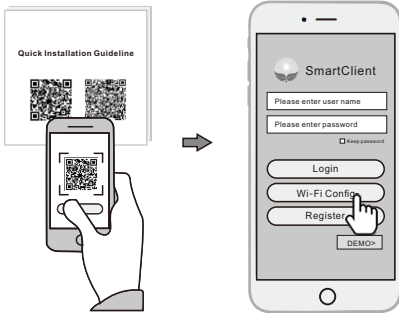 Quick Installation Guideline
SmartClient
Please enter user name
Please enter password
Keep password
Login
Wi-Fi Config
Register
DEMO>